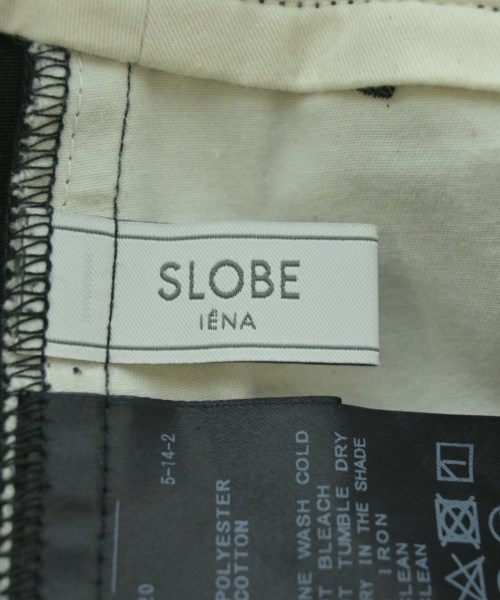 SLOBE
IÉNA
5-14-2
20
POLYESTER
COTTON
NE WASH COLD
T BLEACH
T TUMBLE DRY
RY IN THE SHADE
IRON
CLEAN
CLEAN